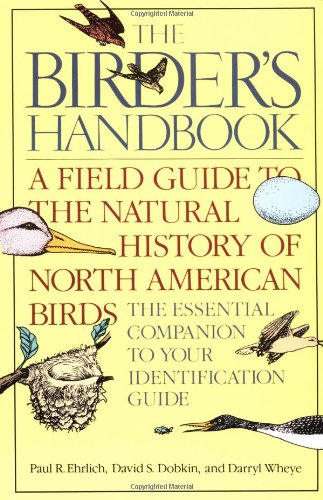 THE
BIRDER'S
HANDBOOK
A FIELD GUIDE TO
THE NATURAL
HISTORY OF
NORTH AMERICAN
BIRDS
THE ESSENTIAL
COMPANION
TO YOUR
IDENTIFICATION
GUIDE
Paul R. Ehrlich, David S. Dobkin, and Darryl Wheye